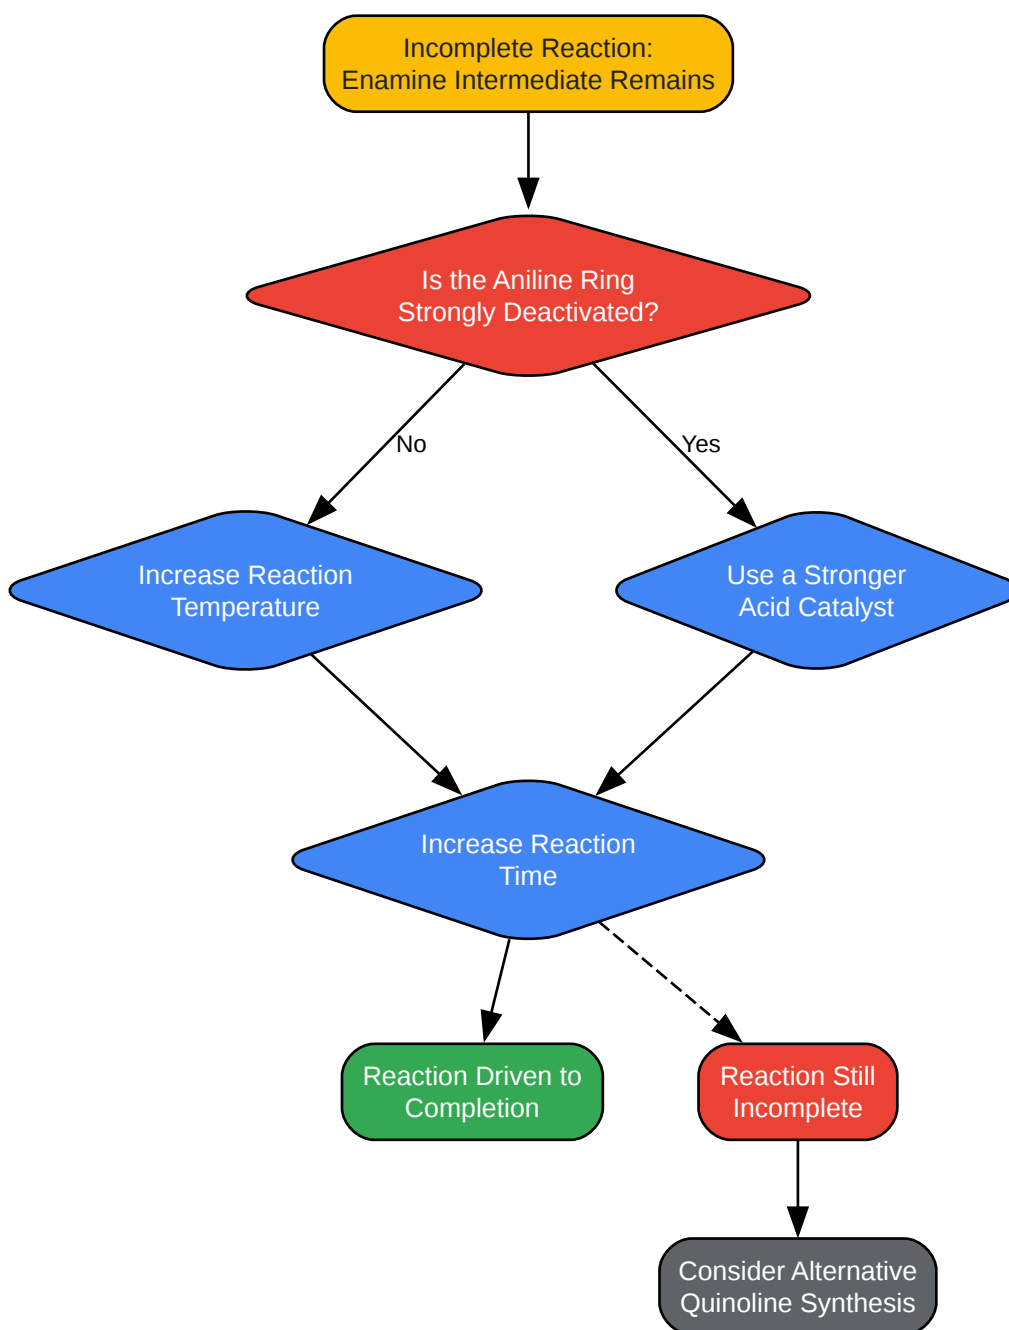 Incomplete Reaction:
Enamine Intermediate Remains
Is the Aniline Ring
Strongly Deactivated?
No
Yes
Increase Reaction
Temperature
Use a Stronger
Acid Catalyst
Increase Reaction
Time
Reaction Driven to
Completion
Reaction Still
Incomplete
Consider Alternative
Quinoline Synthesis